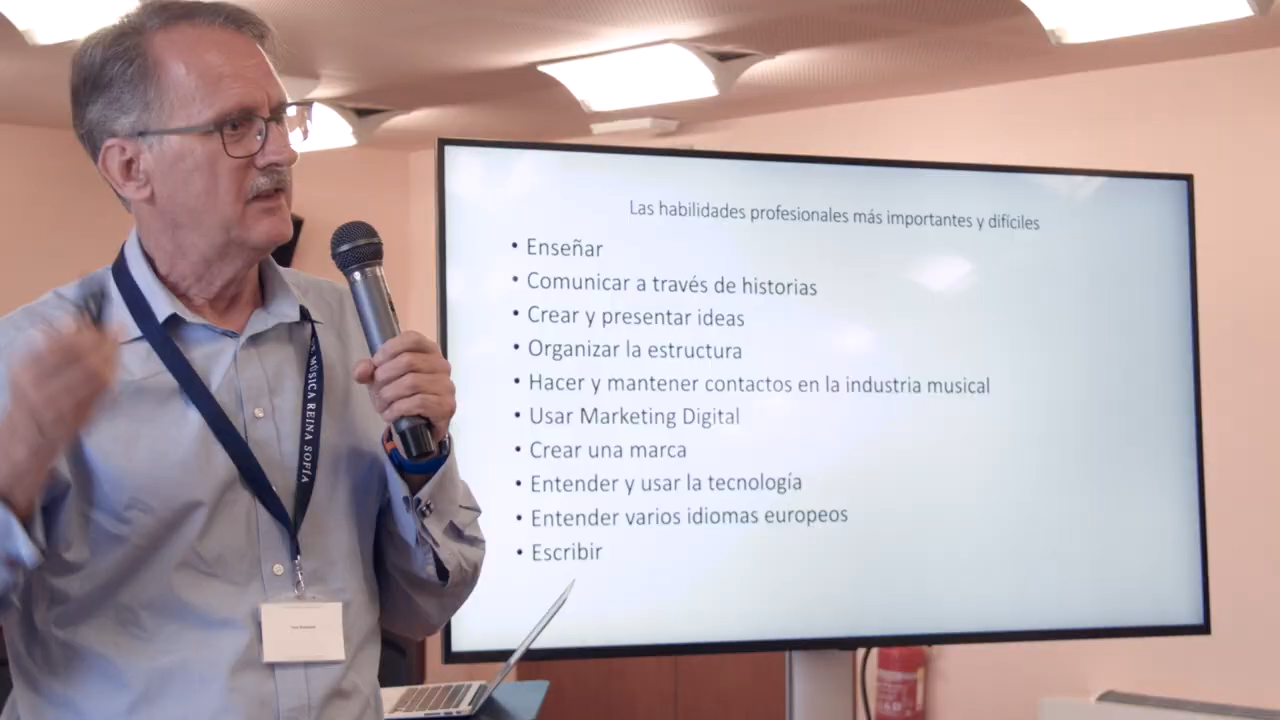 Las habilidades profesionales más importantes y difíciles
• Enseñar
• Comunicar a través de historias
• Crear y presentar ideas
• Organizar la estructura
• Hacer y mantener contactos en la industria musical
• Usar Marketing Digital
• Crear una marca
• Entender y usar la tecnología
• Entender varios idiomas europeos
• Escribir
MÚSICA REINA SOFÍA